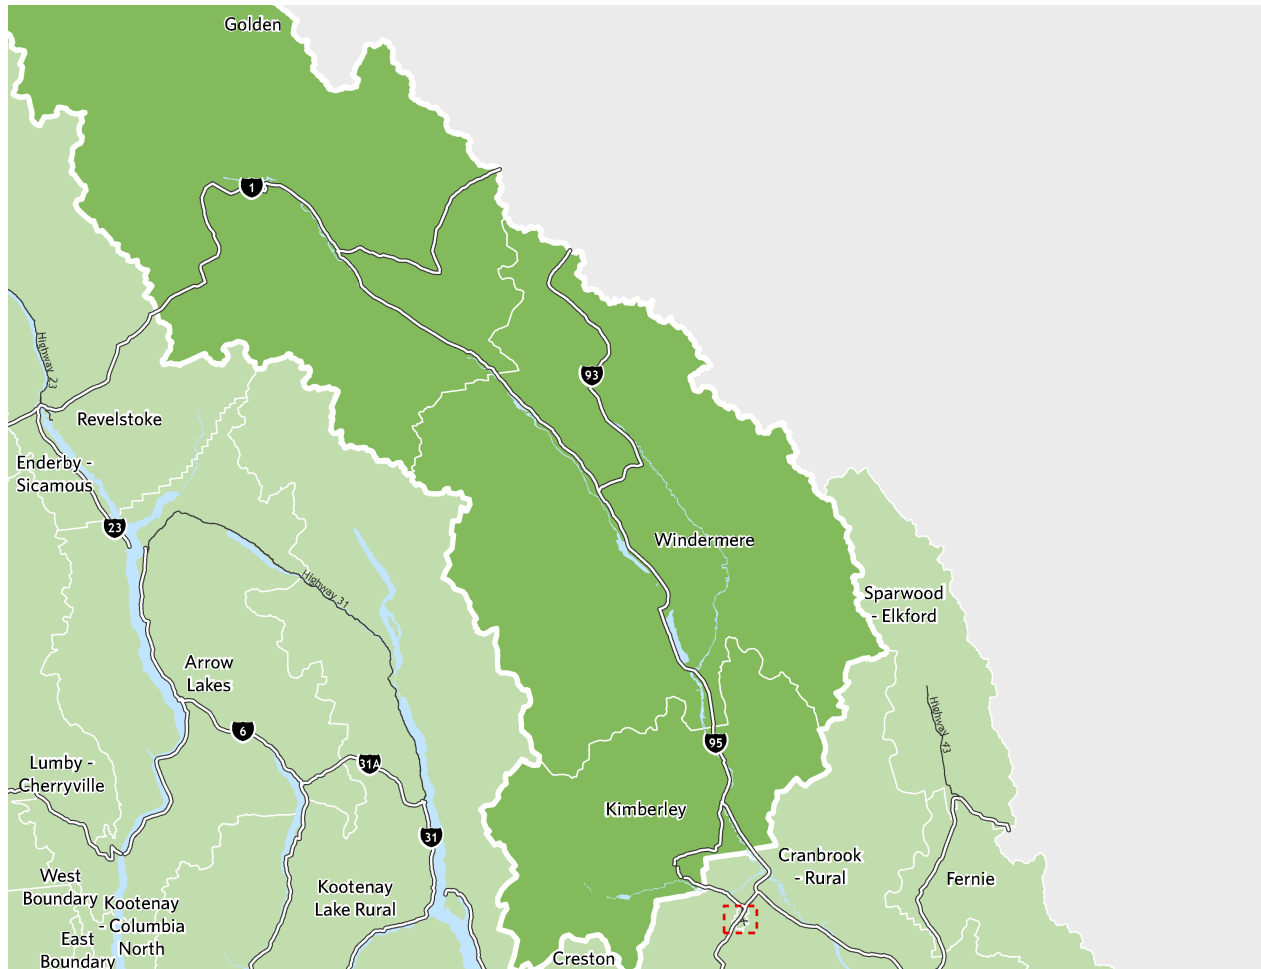 Golden
1
Highway 23
93
Revelstoke
Enderby -
Sicamous
23
Windermere
Highway 31
Sparwood
- Elkford
Arrow
Lakes
6
Highway 43
95
31A
Lumby -
Cherryville
Kimberley
31
Cranbrook
- Rural
West
Boundary
Kootenay
Lake Rural
Fernie
Kootenay
- Columbia
North
East
Boundary
Creston